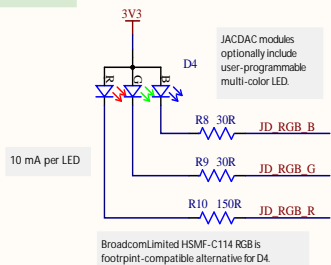 3V3
JACDAC modules
optionally include
user-programmable
multi-color LED.
D4
R
G
B
R8 30R
JD_RGB_B
10 mA per LED
R9 30R
JD_RGB_G
R10 150R
JD_RGB_R
BroadcomLimited HSMF-C114 RGB is
footrpint-compatible alternative for D4.